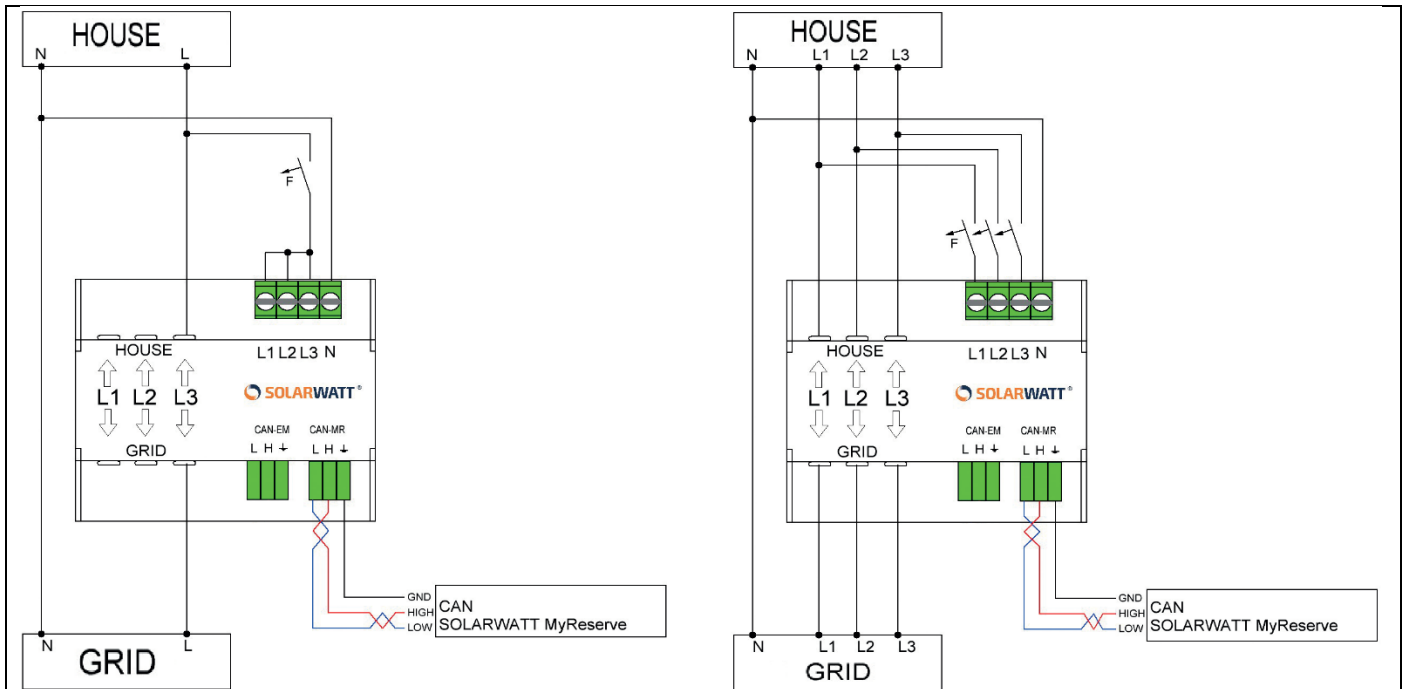 HOUSE
N L
F
HOUSE
L1 L2 L3 N
L1 L2 L3
SOLARWATT®
CAN-EM CAN-MR
L H L H
GRID
GND
HIGH
LOW
CAN
SOLARWATT MyReserve
N L
GRID
HOUSE
N L1 L2 L3
F
HOUSE
L1 L2 L3 N
L1 L2 L3
SOLARWATT®
CAN-EM CAN-MR
L H L H
GRID
GND
HIGH
LOW
CAN
SOLARWATT MyReserve
N L1 L2 L3
GRID